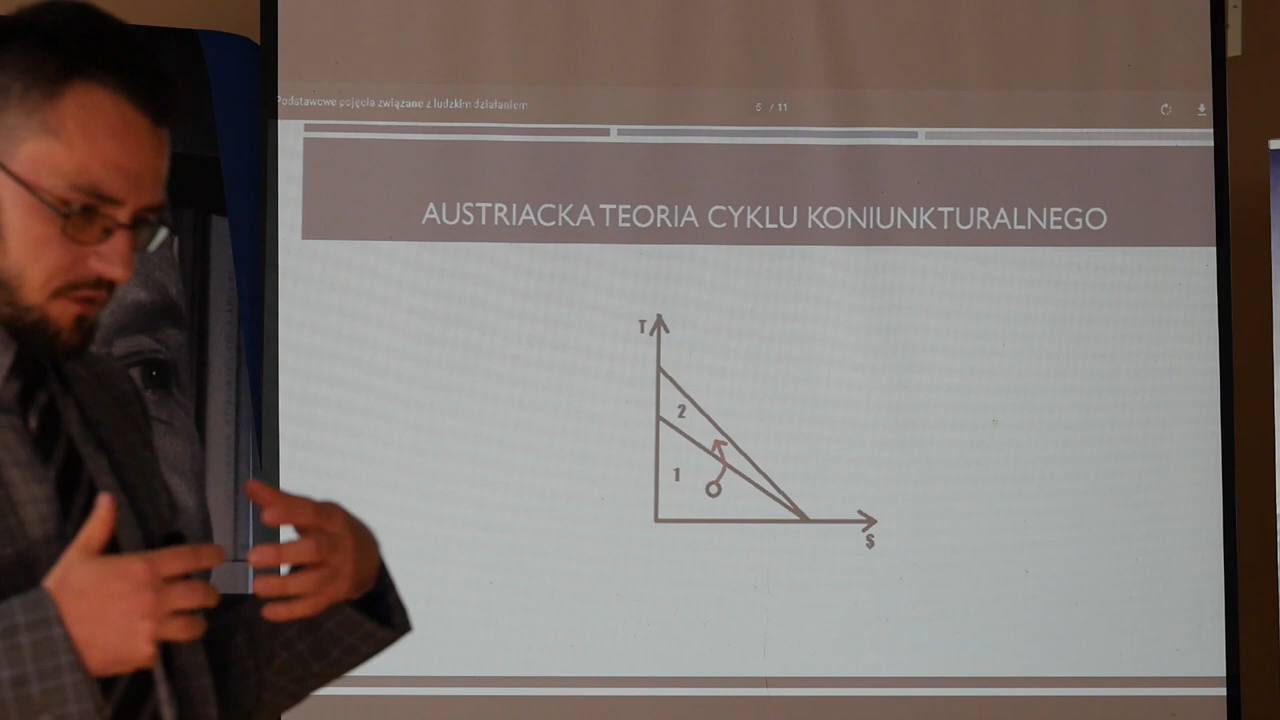 Podstawowe pojęcia związane z ludzkim działaniem
5 / 11
AUSTRIACKA TEORIA CYKLU KONIUNKTURALNEGO
T
2
1
S